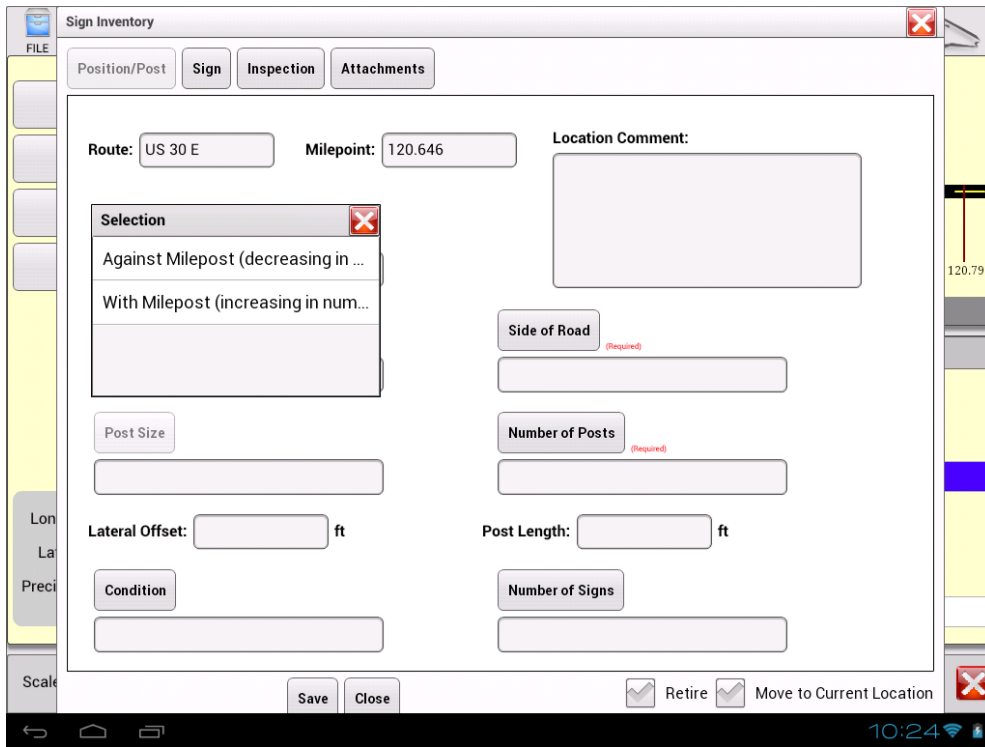 Sign Inventory
FILE
Position/Post Sign Inspection Attachments
Route: US 30 E Milepoint: 120.646 Location Comment:
Selection
Against Milepost (decreasing in ...
With Milepost (increasing in num...
120.79
Side of Road (Required)
Post Size Number of Posts (Required)
Lon
Lateral Offset: ft Post Length: ft
La
Preci
Condition Number of Signs
Scale
Save Close Retire Move to Current Location
10:24